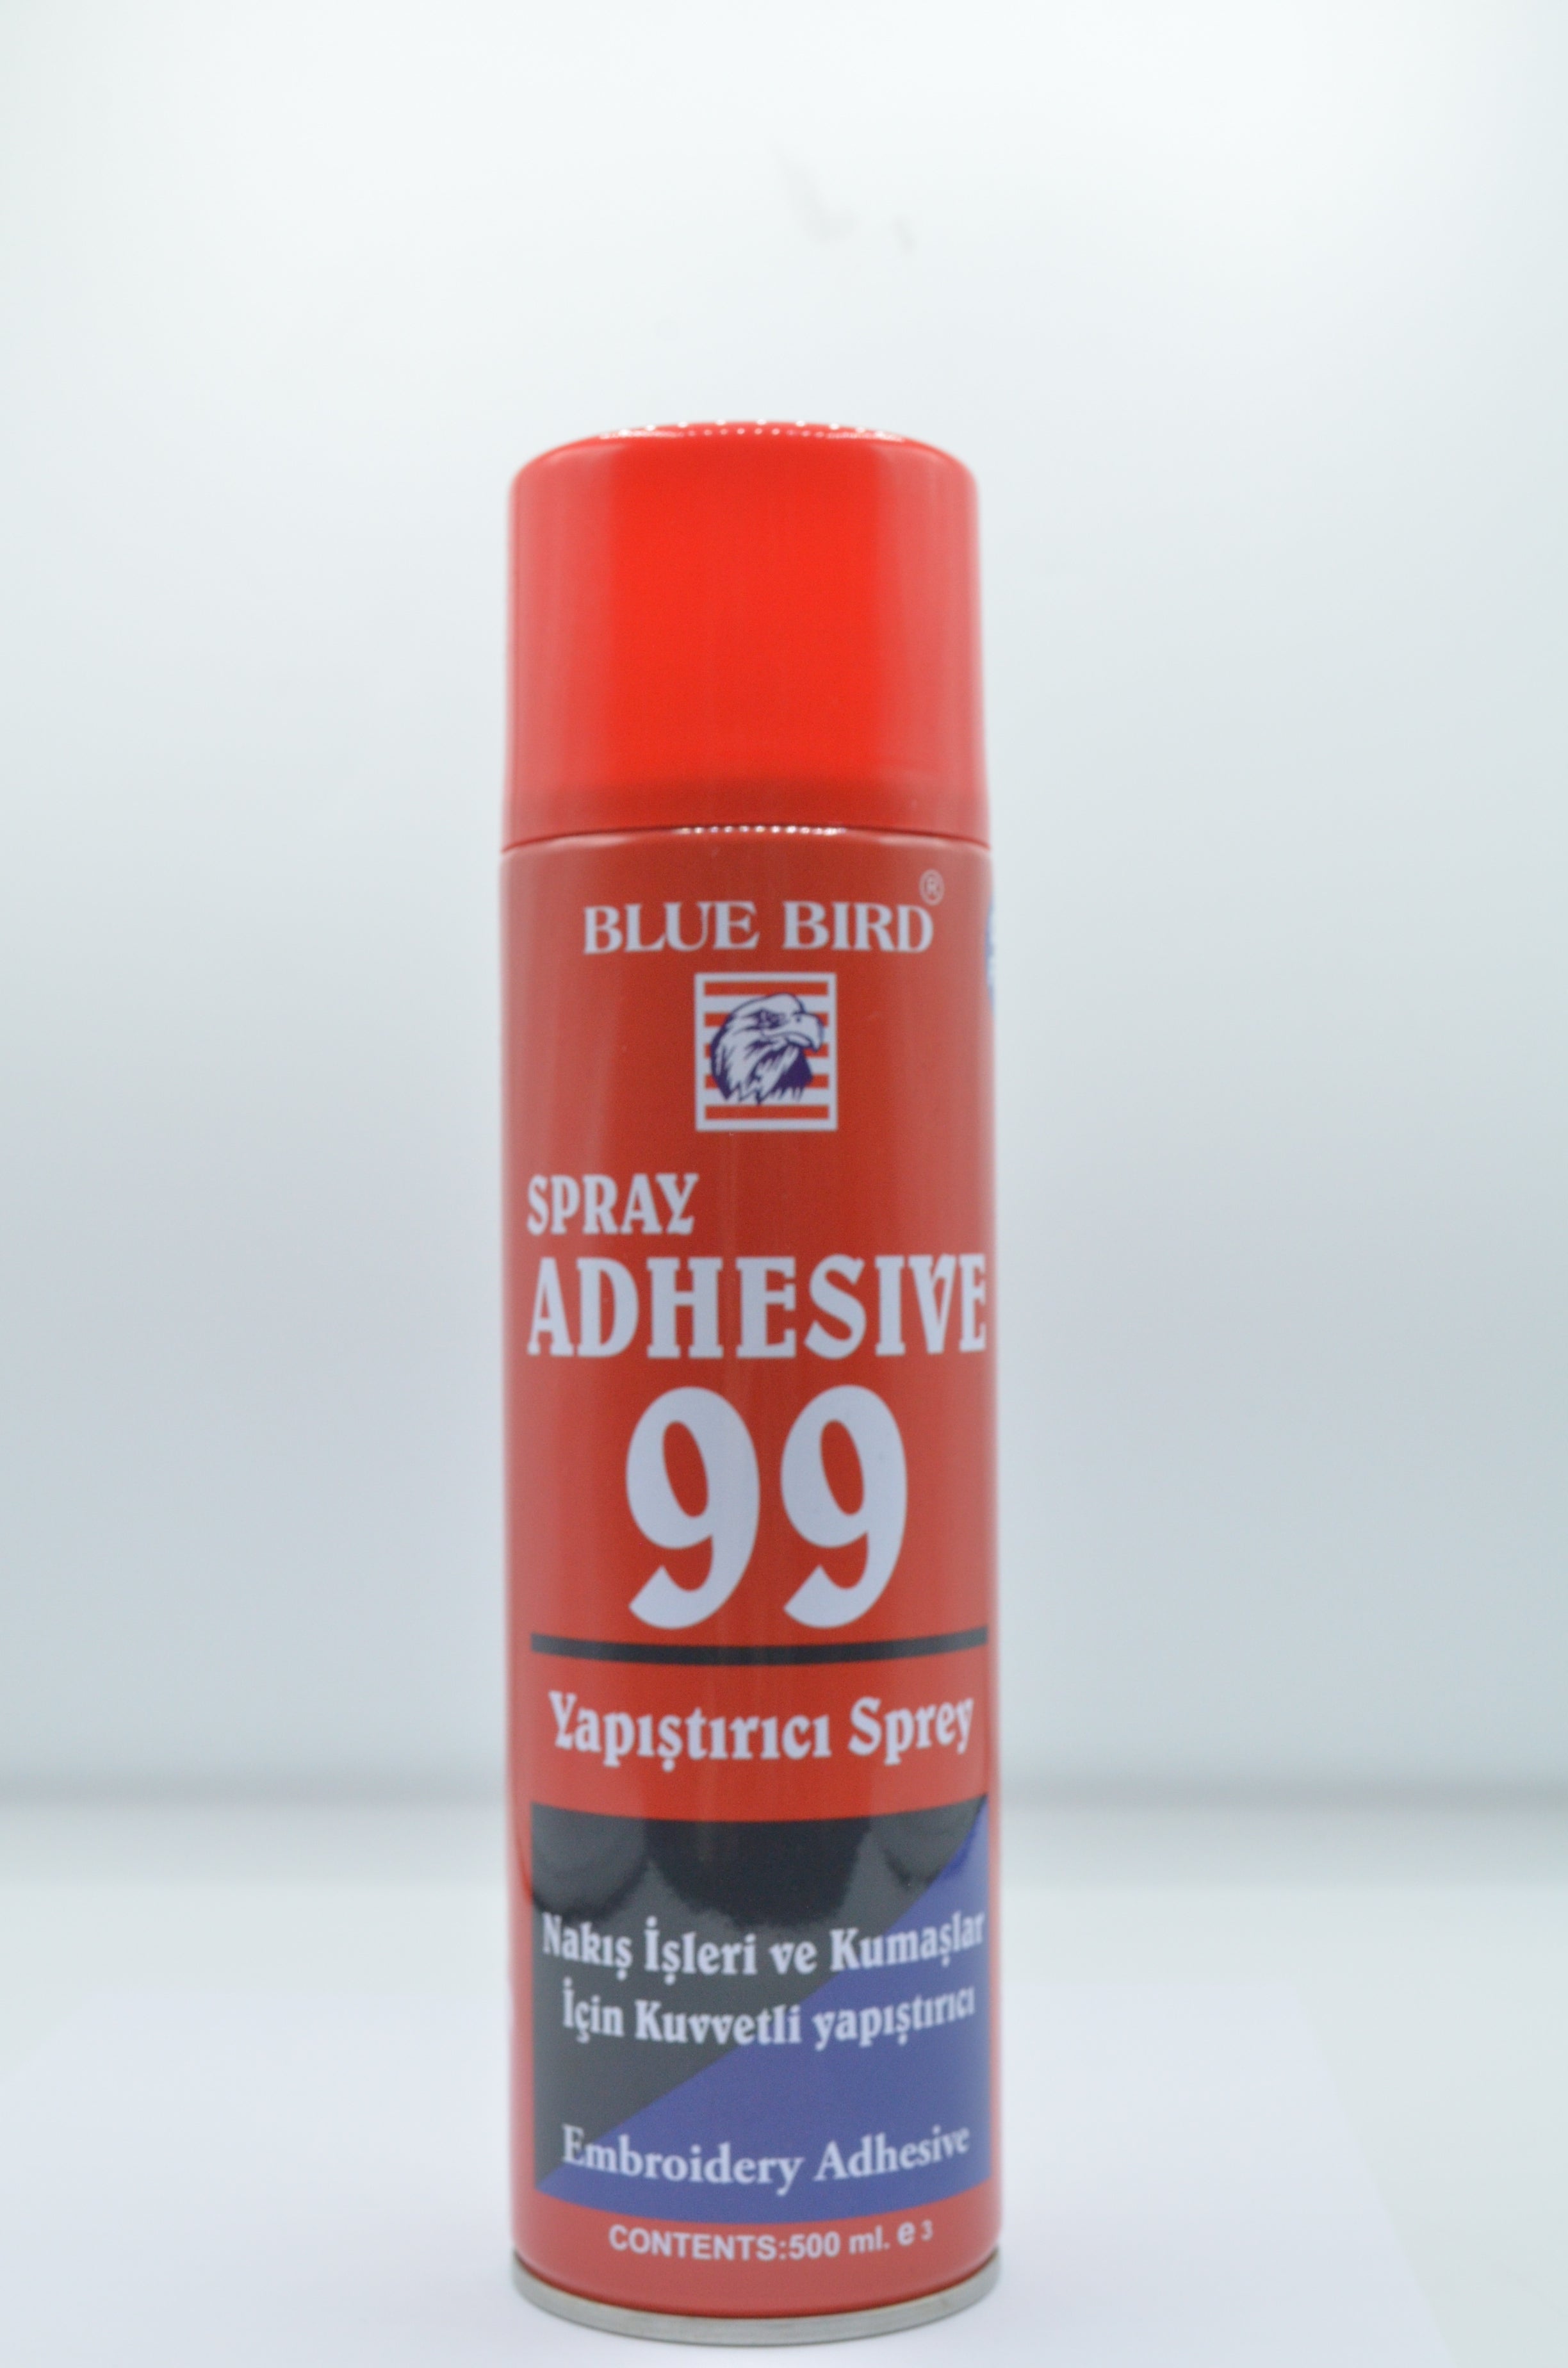 BLUE BIRD®
SPRAY
ADHESIVE
99
Yapıştırıcı Sprey
Nakış İşleri ve Kumaşlar
İçin Kuvvetli yapıştırıcı
Embroidery Adhesive
CONTENTS:500 ml. e 3